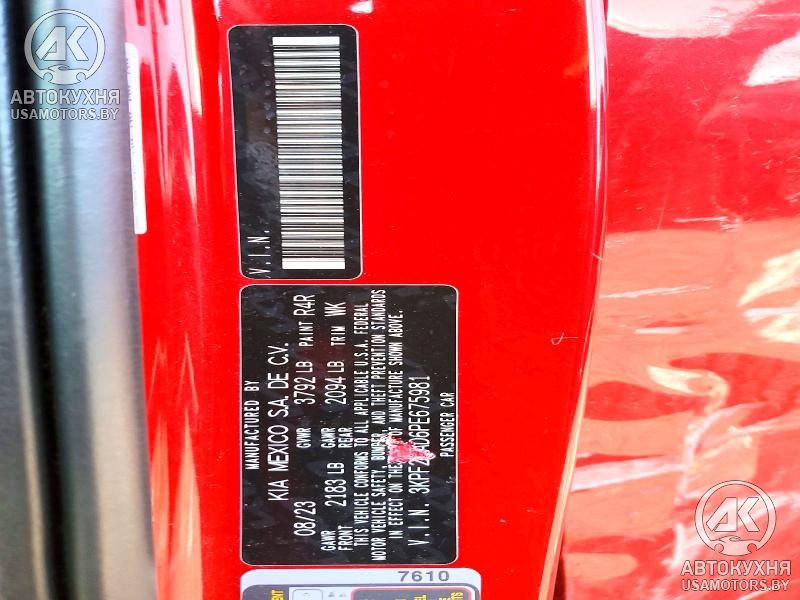 AK
АВТОКУХНЯ
USAMOTORS.BY
V.I.N.
MANUFACTURED BY
KIA MEXICO S.A. DE C.V.
08/23 GVWR 3792 LB PAINT R4R
GAWR FRONT 2183 LB GAWR REAR 2094 LB TRIM WK
THIS VEHICLE CONFORMS TO ALL APPLICABLE U.S.A. FEDERAL
MOTOR VEHICLE SAFETY, BUMPER, AND THEFT PREVENTION STANDARDS
IN EFFECT ON THE OF MANUFACTURE SHOWN ABOVE.
V.I.N.
PASSENGER CAR
7610
AK
АВТОКУХНЯ
USAMOTORS.BY